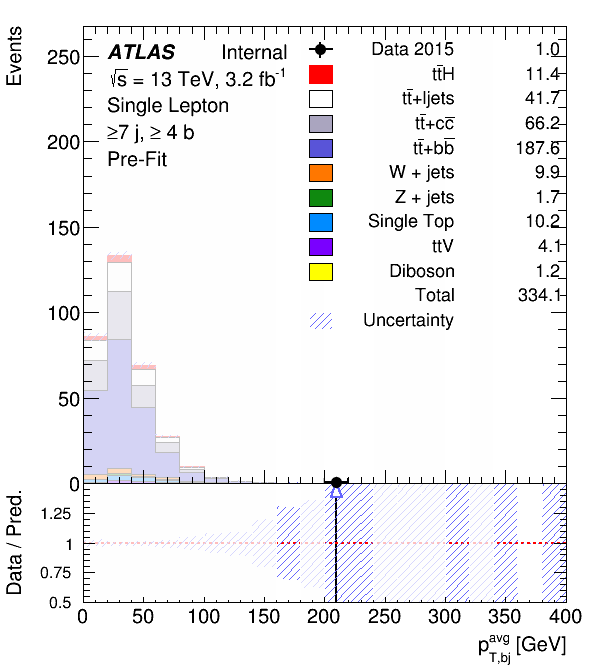 Events
ATLAS Internal
√s = 13 TeV, 3.2 fb-1
Single Lepton
≥7 j, ≥ 4 b
Pre-Fit
Data 2015 1.0
tt̄H 11.4
tt̄+ljets 41.7
tt̄+cc̄ 66.2
tt̄+bb̄ 187.6
W + jets 9.9
Z + jets 1.7
Single Top 10.2
ttV 4.1
Diboson 1.2
Total 334.1
Uncertainty
250
200
150
100
50
0
Data / Pred.
1.25
1
0.75
0.5
0 50 100 150 200 250 300 350 400
p avg T,bj [GeV]